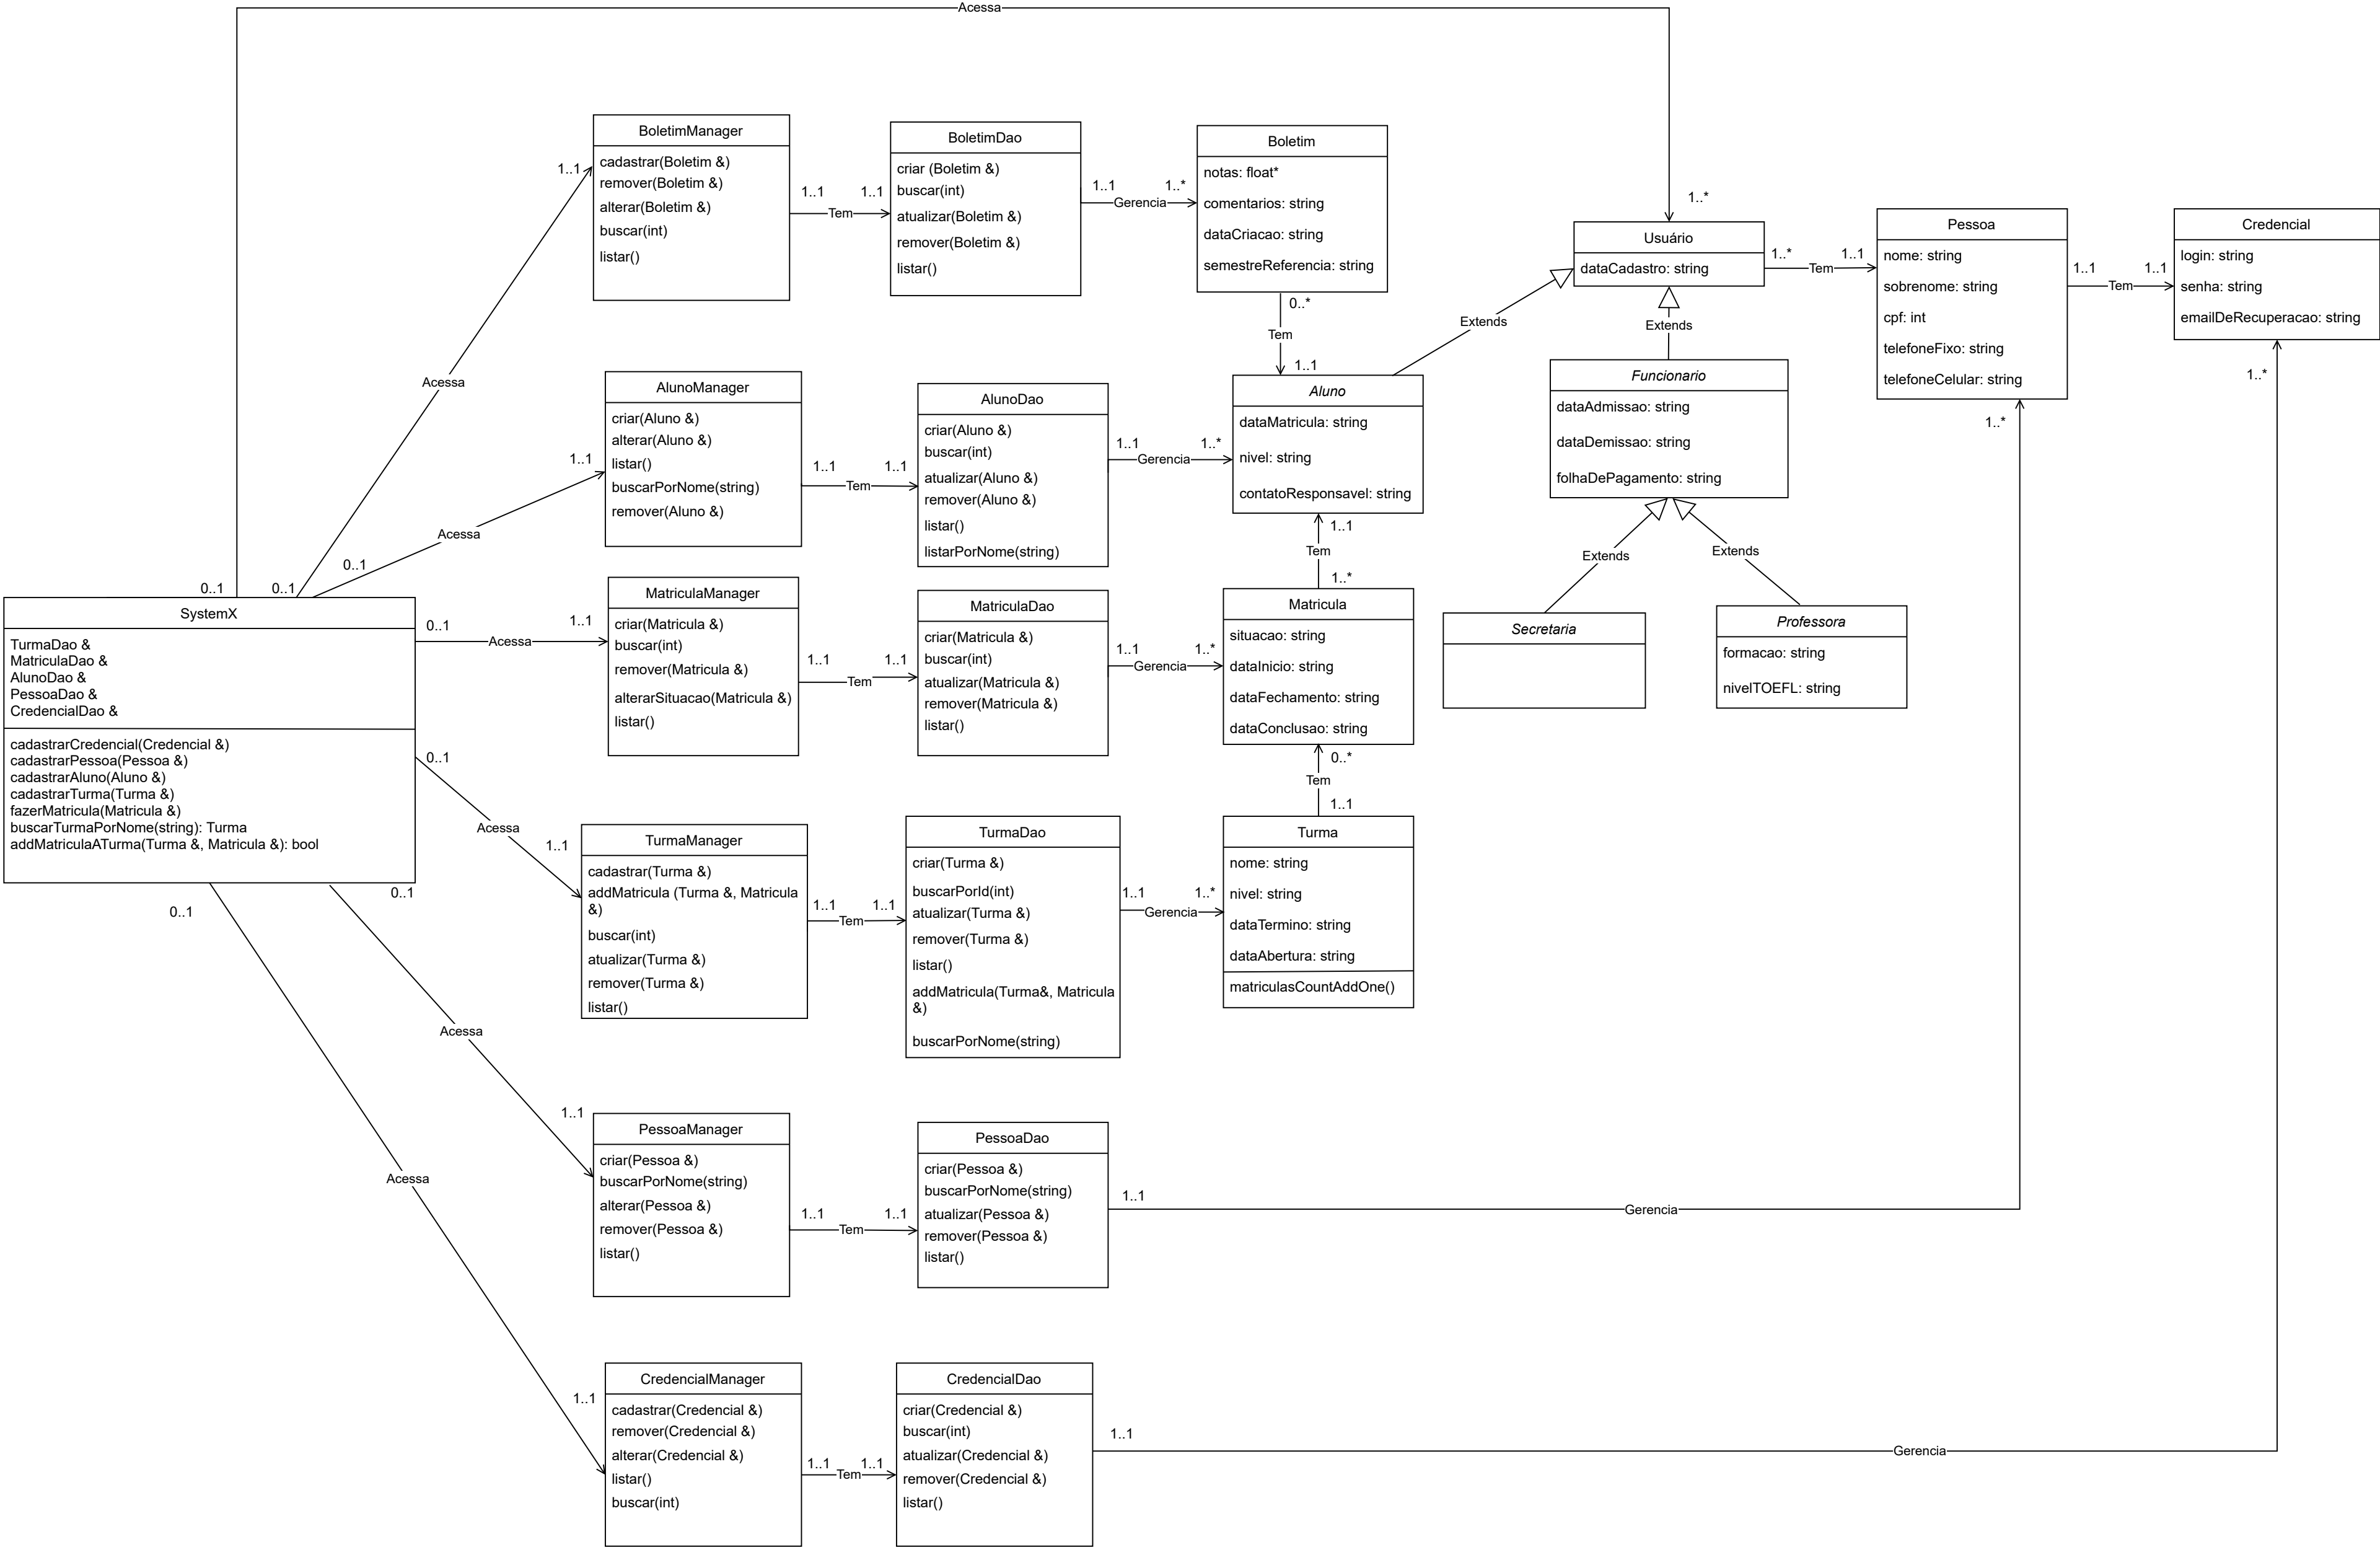 Acessa
BoletimManager
cadastrar(Boletim &)
remover(Boletim &)
alterar(Boletim &)
buscar(int)
listar()
1..1
1..1
Tem
1..1
BoletimDao
criar (Boletim &)
buscar(int)
atualizar(Boletim &)
remover(Boletim &)
listar()
1..1
Gerencia
1..*
Boletim
notas: float*
comentarios: string
dataCriacao: string
semestreReferencia: string
0..*
Tem
1..1
1..*
Usuário
dataCadastro: string
1..*
Tem
1..1
Pessoa
nome: string
sobrenome: string
cpf: int
telefoneFixo: string
telefoneCelular: string
1..*
1..1
Tem
1..1
Credencial
login: string
senha: string
emailDeRecuperacao: string
1..*
Extends
Extends
Acessa
AlunoManager
criar(Aluno &)
alterar(Aluno &)
listar()
buscarPorNome(string)
remover(Aluno &)
1..1
Acessa
0..1
1..1
Tem
1..1
AlunoDao
criar(Aluno &)
buscar(int)
atualizar(Aluno &)
remover(Aluno &)
listar()
listarPorNome(string)
1..1
Gerencia
1..*
Aluno
dataMatricula: string
nivel: string
contatoResponsavel: string
1..1
Tem
1..*
Funcionario
dataAdmissao: string
dataDemissao: string
folhaDePagamento: string
Extends
Extends
Secretaria
Professora
formacao: string
nivelTOEFL: string
0..1
0..1
SystemX
TurmaDao &
MatriculaDao &
AlunoDao &
PessoaDao &
CredencialDao &
cadastrarCredencial(Credencial &)
cadastrarPessoa(Pessoa &)
cadastrarAluno(Aluno &)
cadastrarTurma(Turma &)
fazerMatricula(Matricula &)
buscarTurmaPorNome(string): Turma
addMatriculaATurma(Turma &, Matricula &): bool
0..1
Acessa
1..1
MatriculaManager
criar(Matricula &)
buscar(int)
remover(Matricula &)
alterarSituacao(Matricula &)
listar()
1..1
Tem
1..1
MatriculaDao
criar(Matricula &)
buscar(int)
atualizar(Matricula &)
remover(Matricula &)
listar()
1..1
Gerencia
1..*
Matricula
situacao: string
dataInicio: string
dataFechamento: string
dataConclusao: string
0..*
Tem
1..1
0..1
Acessa
1..1
TurmaManager
cadastrar(Turma &)
addMatricula (Turma &, Matricula
&)
buscar(int)
atualizar(Turma &)
remover(Turma &)
listar()
1..1
Tem
1..1
TurmaDao
criar(Turma &)
buscarPorId(int)
atualizar(Turma &)
remover(Turma &)
listar()
addMatricula(Turma&, Matricula
&)
buscarPorNome(string)
1..1
Gerencia
1..*
Turma
nome: string
nivel: string
dataTermino: string
dataAbertura: string
matriculasCountAddOne()
0..1
0..1
Acessa
1..1
PessoaManager
criar(Pessoa &)
buscarPorNome(string)
alterar(Pessoa &)
remover(Pessoa &)
listar()
1..1
Tem
1..1
PessoaDao
criar(Pessoa &)
buscarPorNome(string)
atualizar(Pessoa &)
remover(Pessoa &)
listar()
1..1
Gerencia
Acessa
1..1
CredencialManager
cadastrar(Credencial &)
remover(Credencial &)
alterar(Credencial &)
listar()
buscar(int)
1..1
Tem
1..1
CredencialDao
criar(Credencial &)
buscar(int)
atualizar(Credencial &)
remover(Credencial &)
listar()
1..1
Gerencia